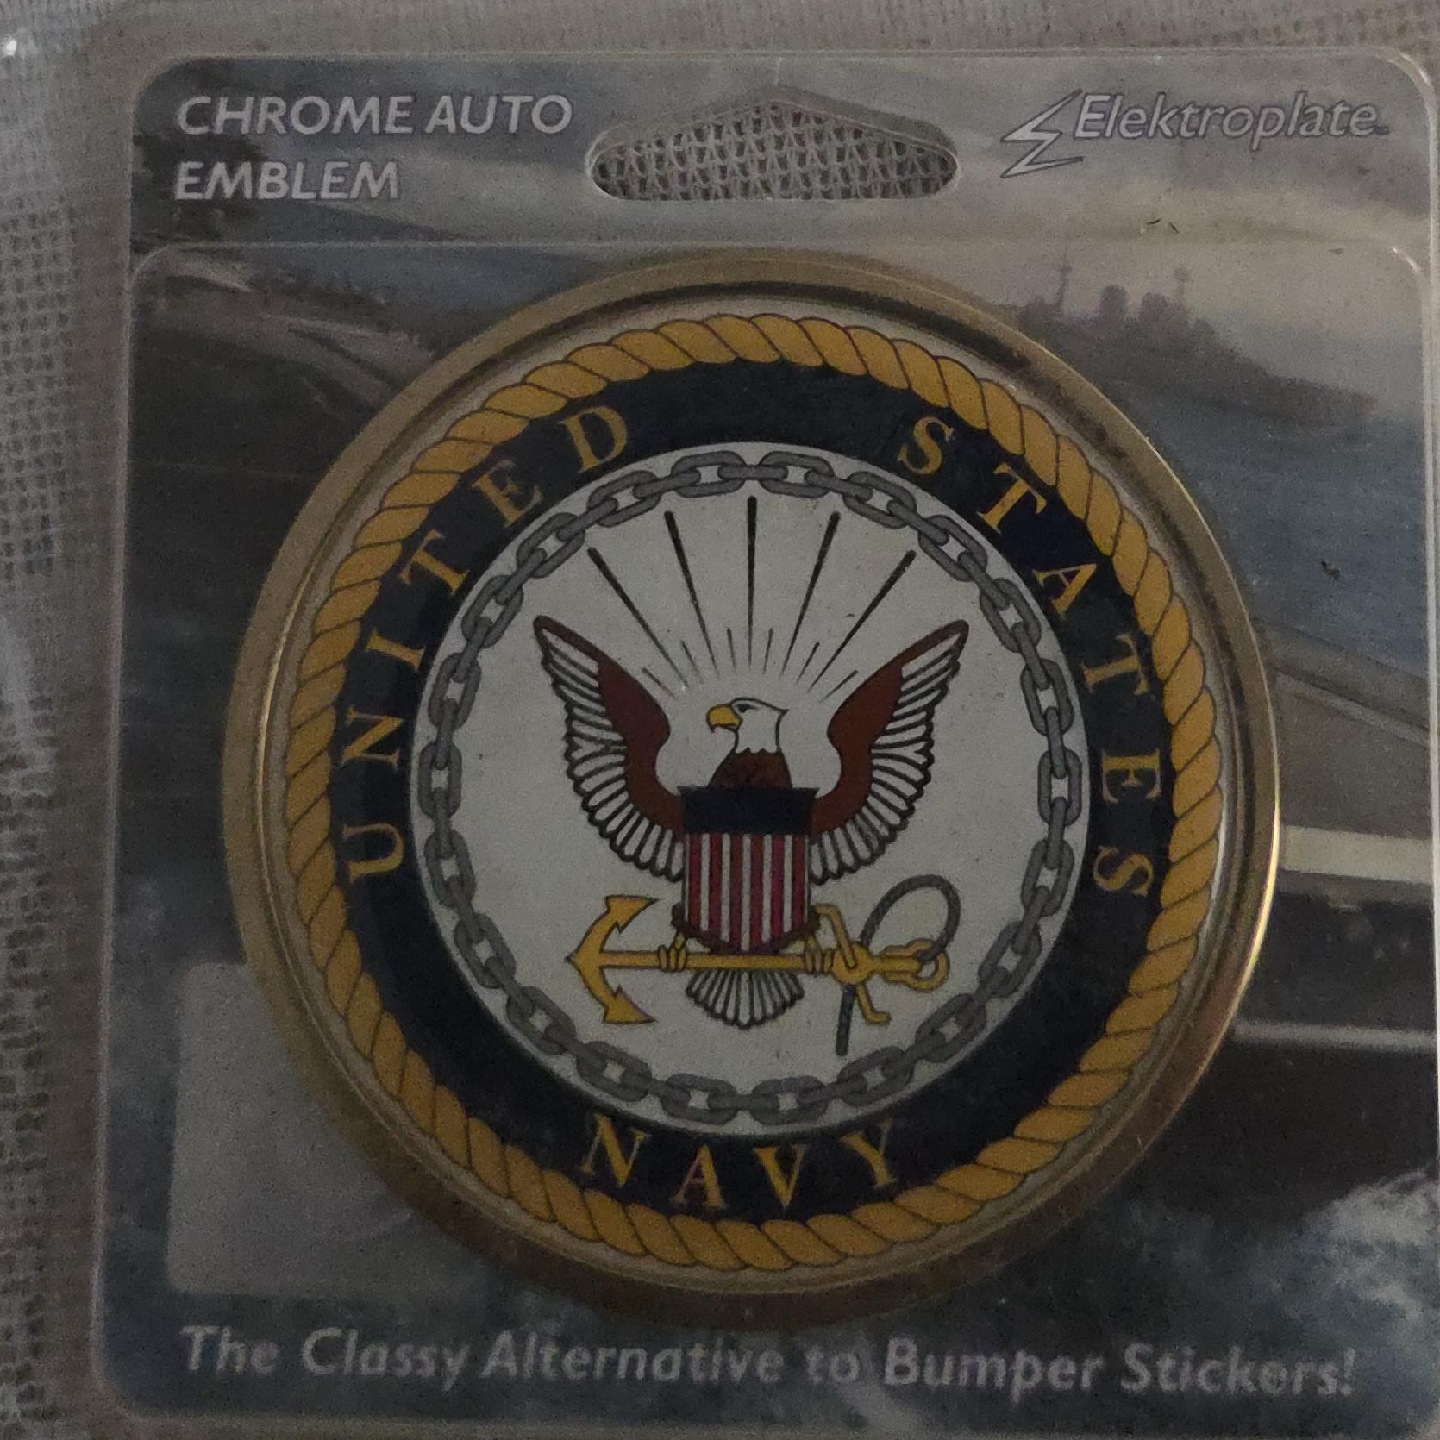 CHROME AUTO
EMBLEM
Elektroplate
UNITED STATES
NAVY
The Classy Alternative to Bumper Stickers!